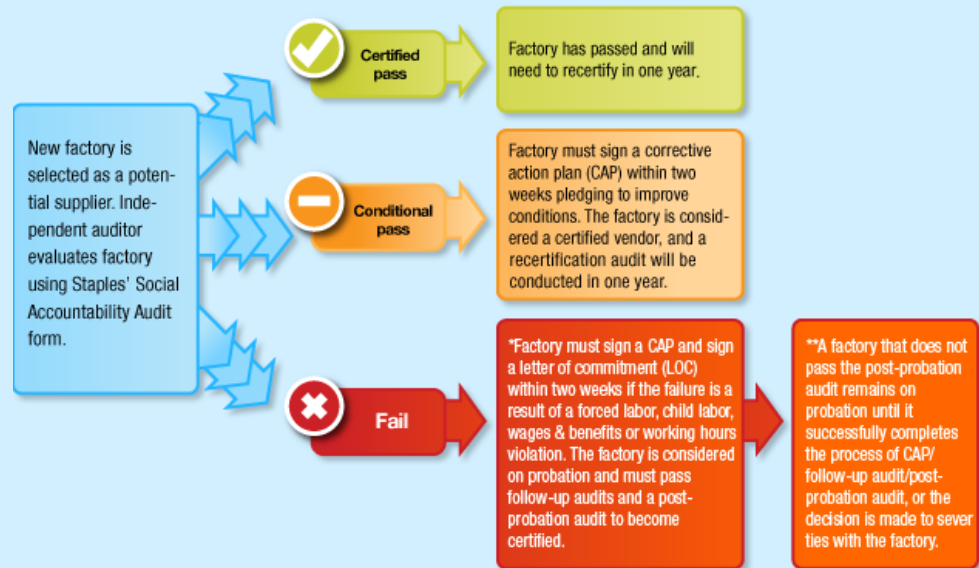 New factory is
selected as a poten-
tial supplier. Inde-
pendent auditor
evaluates factory
using Staples’ Social
Accountability Audit
form.
Certified
pass
Factory has passed and will
need to recertify in one year.
Conditional
pass
Factory must sign a corrective
action plan (CAP) within two
weeks pledging to improve
conditions. The factory is consid-
ered a certified vendor, and a
recertification audit will be
conducted in one year.
Fail
*Factory must sign a CAP and sign
a letter of commitment (LOC)
within two weeks if the failure is a
result of a forced labor, child labor,
wages & benefits or working hours
violation. The factory is considered
on probation and must pass
follow-up audits and a post-
probation audit to become
certified.
**A factory that does not
pass the post-probation
audit remains on
probation until it
successfully completes
the process of CAP/
follow-up audit/post-
probation audit, or the
decision is made to sever
ties with the factory.